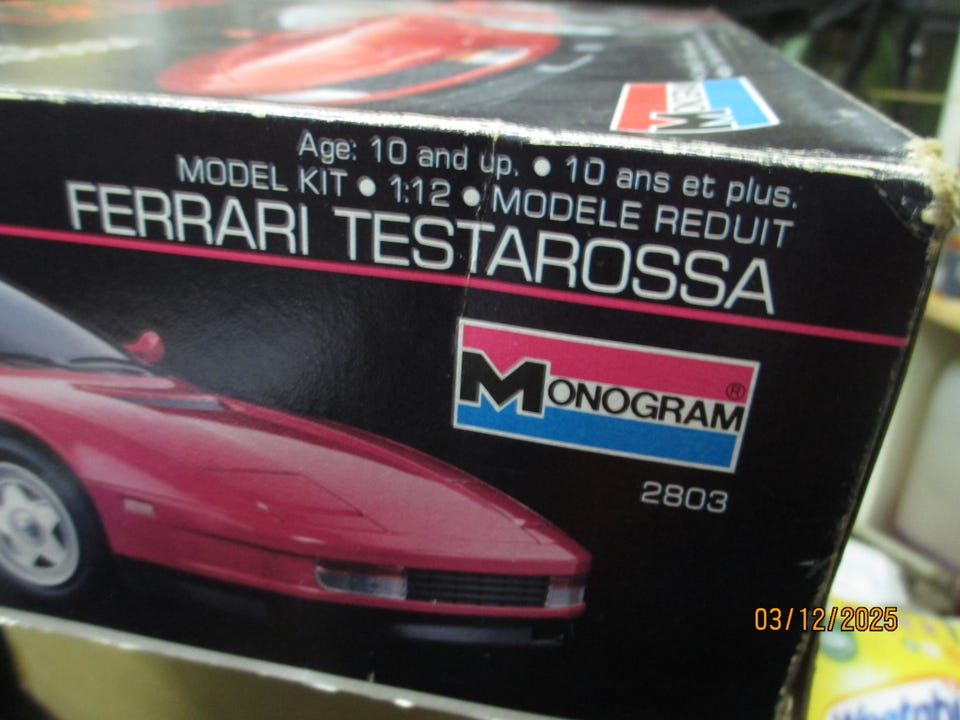 Age: 10 and up. • 10 ans et plus.
MODEL KIT • 1:12 • MODELE REDUIT
FERRARI TESTAROSSA
MONOGRAM®
2803
03/12/2025